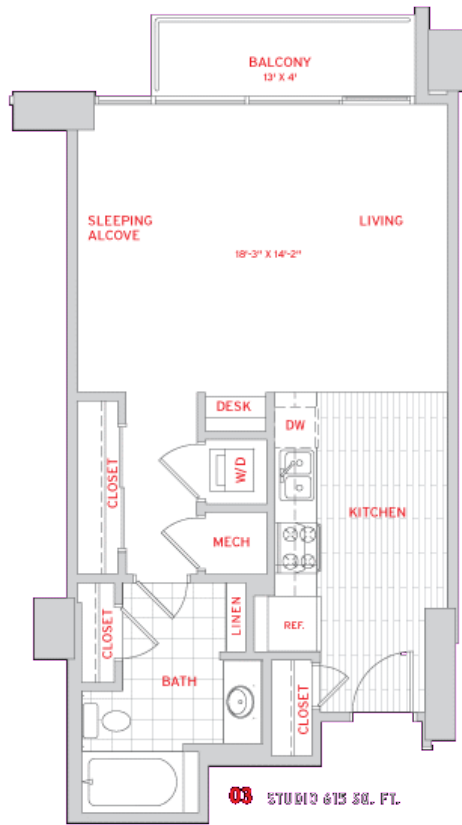 BALCONY
13' X 4'
SLEEPING
ALCOVE
LIVING
18'-3" X 14'-2"
DESK
DW
CLOSET
W/D
KITCHEN
MECH
CLOSET
LINEN
REF.
BATH
CLOSET
03 STUDIO 615 SQ. FT.